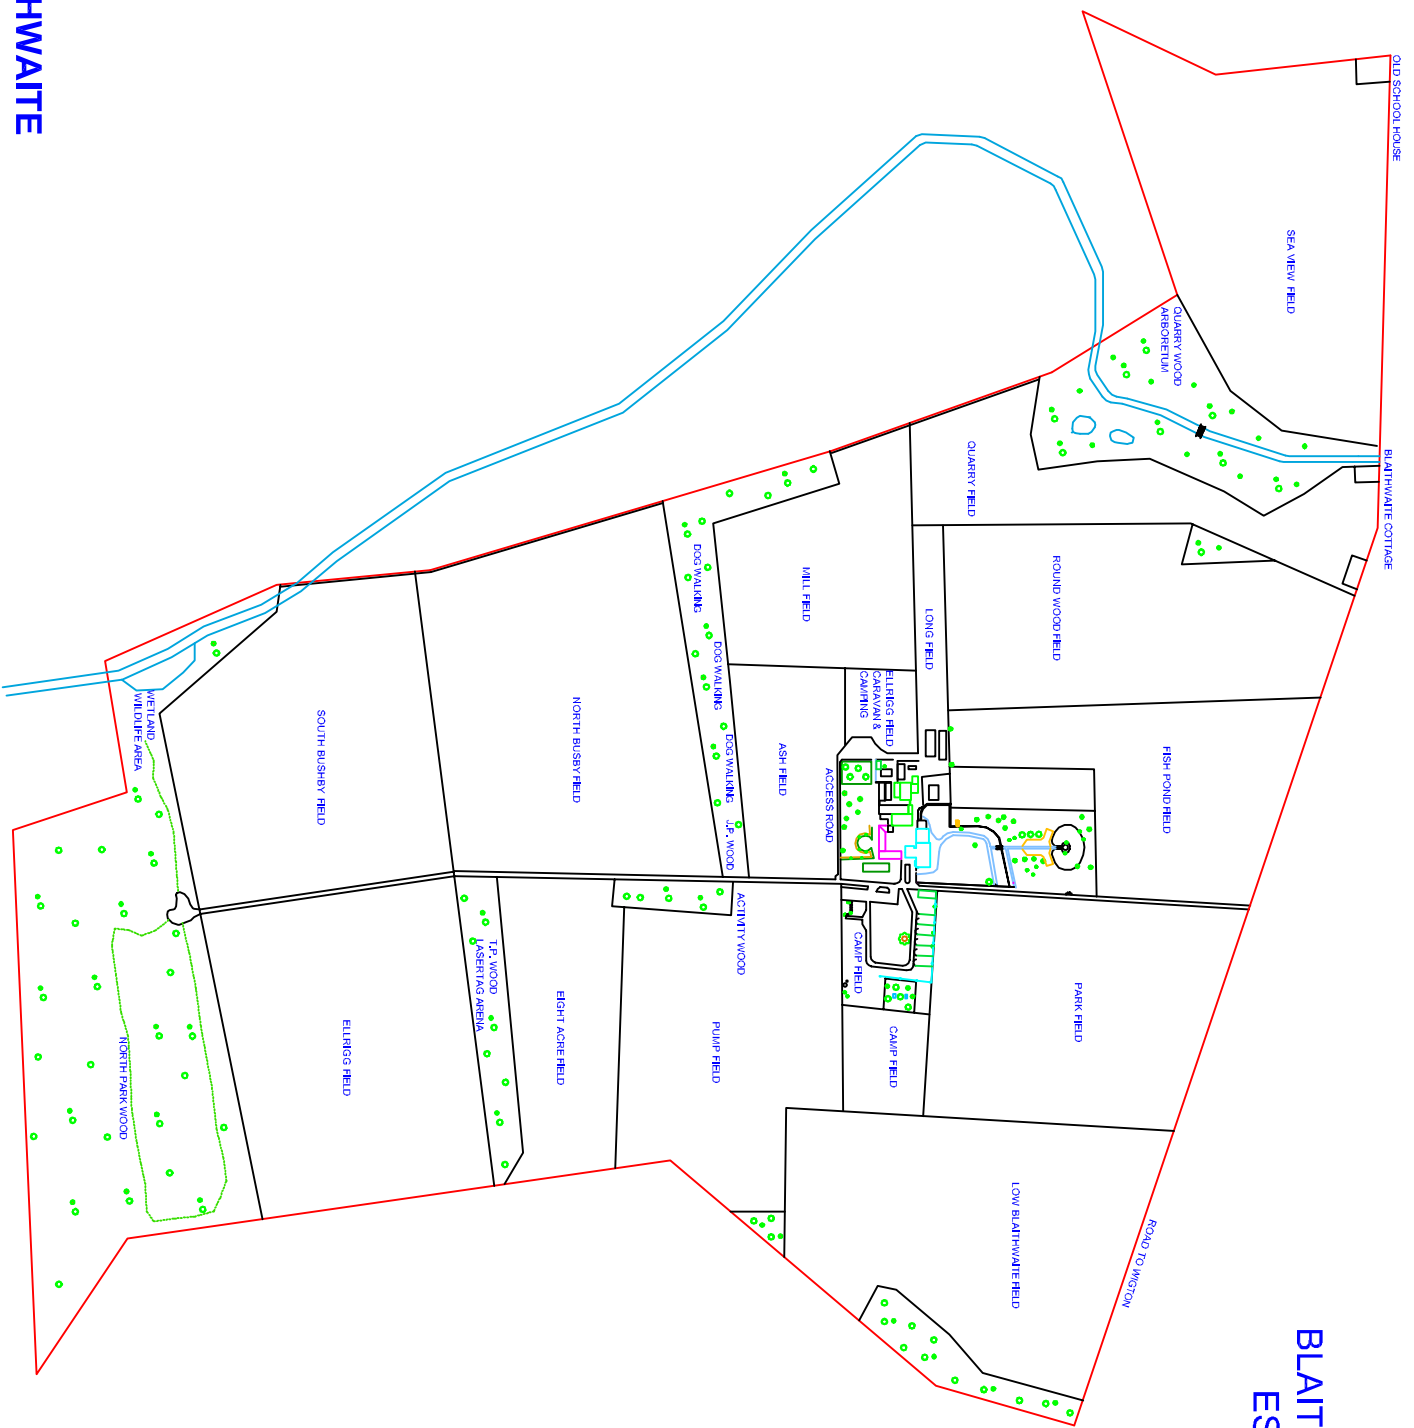 HWAITE
OLD SCHOOL HOUSE
SEA VIEW FIELD
QUARRY WOOD
ARBORETUM
BLAITHWAITE COTTAGE
QUARRY FIELD
ROUND WOOD FIELD
LONG FIELD
MILL FIELD
DOG WALKING
DOG WALKING
DOG WALKING
J.P. WOOD
ELLRIGG FIELD
CARAVAN &
CAMPING
ASH FIELD
ACCESS ROAD
FISH POND FIELD
NORTH BUSBY FIELD
SOUTH BUSHBY FIELD
WETLAND
WILDLIFE AREA
ACTIVITY WOOD
CAMP FIELD
CAMP FIELD
PARK FIELD
T.P. WOOD
LASERTAG ARENA
EIGHT ACRE FIELD
PUMP FIELD
ELLRIGG FIELD
NORTH PARK WOOD
LOW BLAITHWAITE FIELD
ROAD TO WIGTON
BLAIT
ES